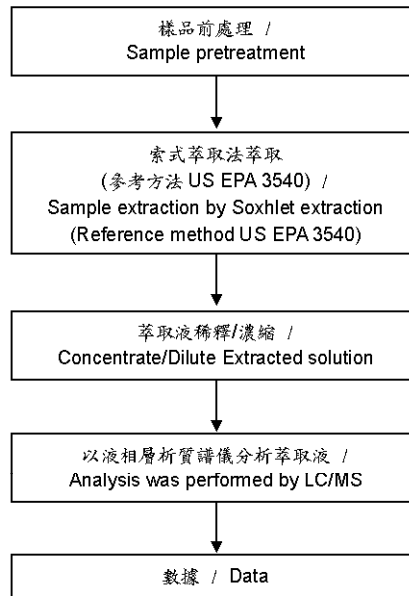 樣品前處理 /
Sample pretreatment
索式萃取法萃取
(參考方法 US EPA 3540) /
Sample extraction by Soxhlet extraction
(Reference method US EPA 3540)
萃取液稀釋/濃縮 /
Concentrate/Dilute Extracted solution
以液相層析質譜儀分析萃取液 /
Analysis was performed by LC/MS
數據 / Data